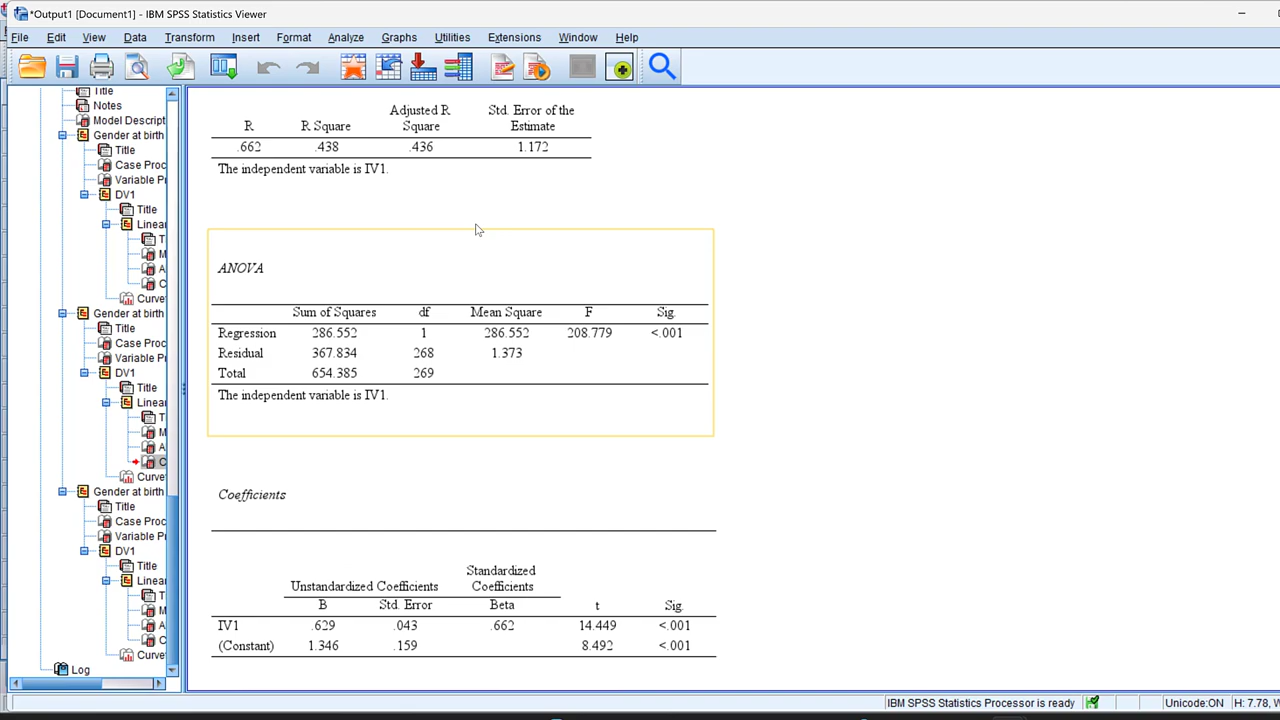 *Output1 [Document1] - IBM SPSS Statistics Viewer
File Edit View Data Transform Insert Format Analyze Graphs Utilities Extensions Window Help
Title
Notes
Model Descript
Gender at birth
Title
Case Proc
Variable P
DV1
Title
Linea
T
M
A
C
Curve
Gender at birth
Title
Case Proc
Variable P
DV1
Title
Linea
T
M
A
C
Curve
Gender at birth
Title
Case Proc
Variable P
DV1
Title
Linea
T
M
A
C
Curve
Log
R R Square Adjusted R Square Std. Error of the Estimate
.662 .438 .436 1.172
The independent variable is IV1.
ANOVA
Sum of Squares df Mean Square F Sig.
Regression 286.552 1 286.552 208.779 <.001
Residual 367.834 268 1.373
Total 654.385 269
The independent variable is IV1.
Coefficients
Unstandardized Coefficients Standardized Coefficients
B Std. Error Beta t Sig.
IV1 .629 .043 .662 14.449 <.001
(Constant) 1.346 .159 8.492 <.001
IBM SPSS Statistics Processor is ready Unicode:ON H: 7.78, W